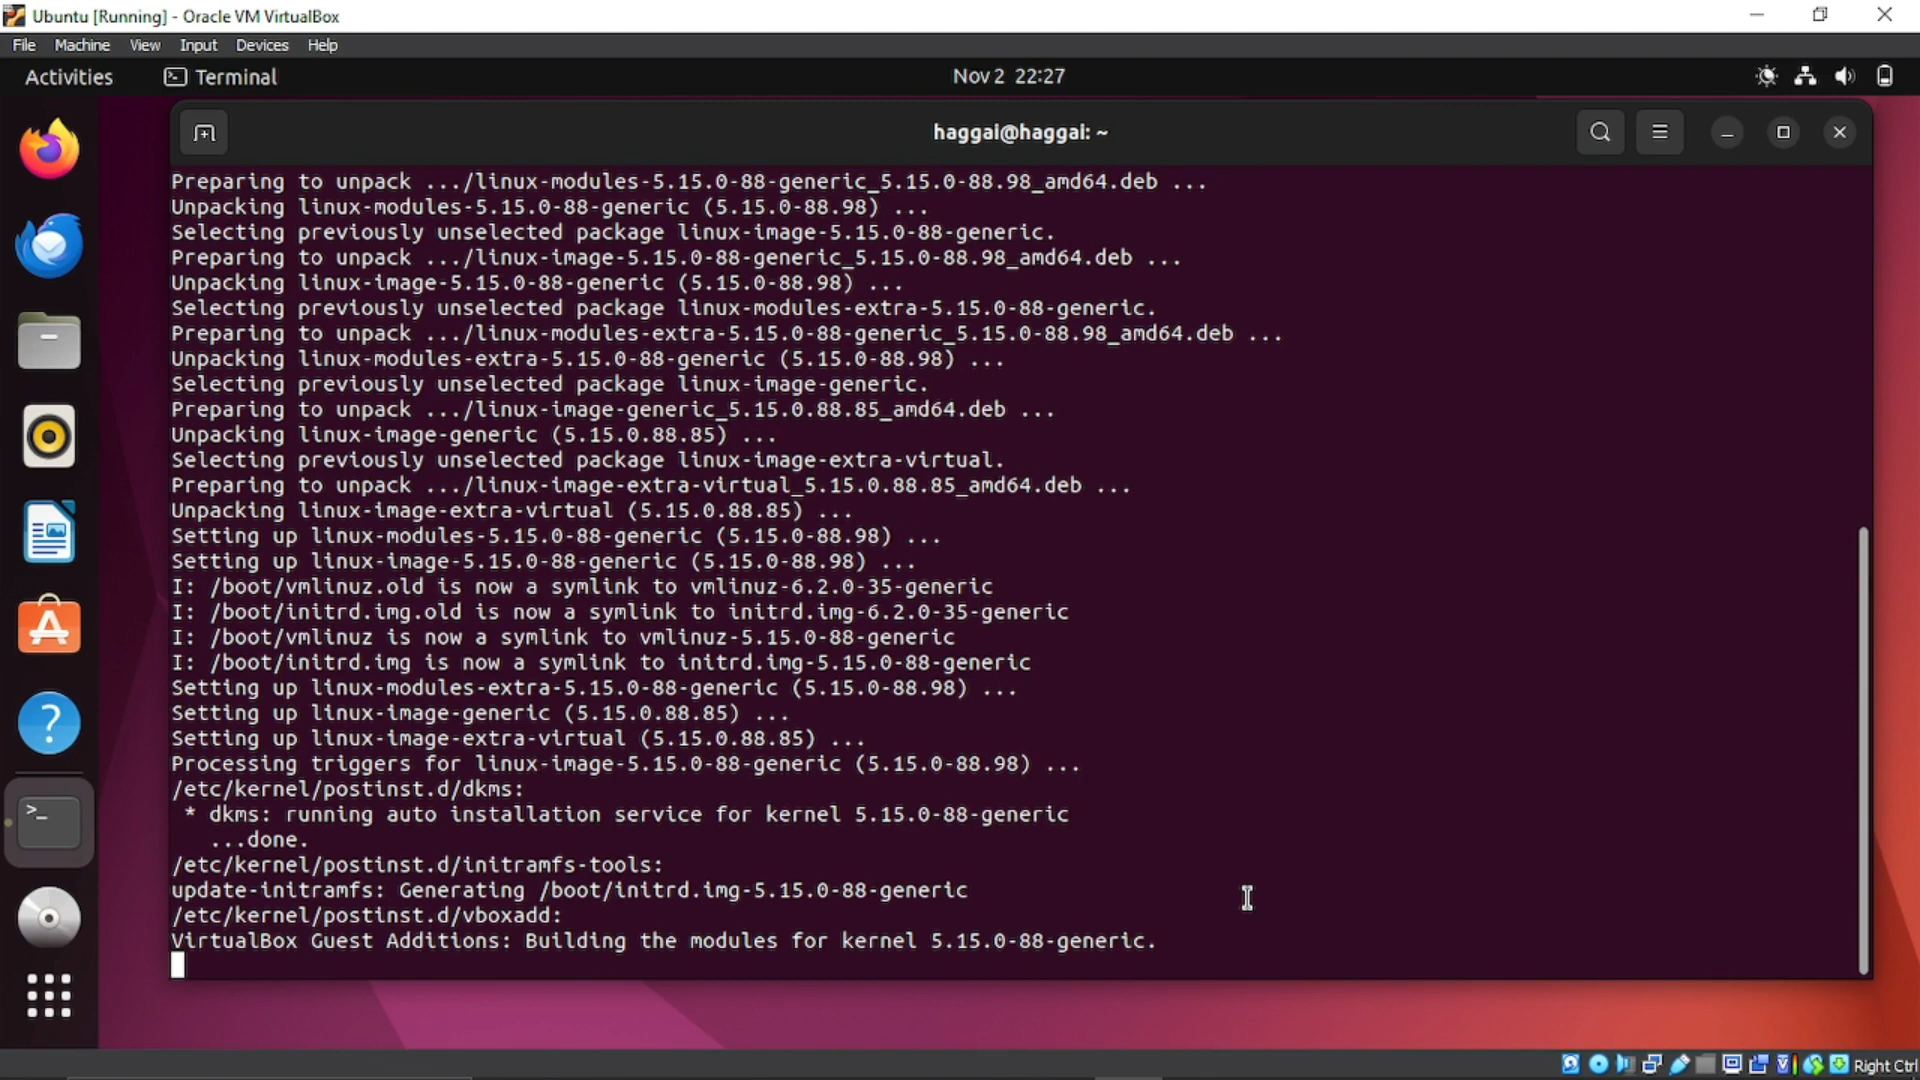 Ubuntu [Running] - Oracle VM VirtualBox
File Machine View Input Devices Help
Activities Terminal Nov 2 22:27
haggai@haggai: ~
Preparing to unpack .../linux-modules-5.15.0-88-generic_5.15.0-88.98_amd64.deb ...
Unpacking linux-modules-5.15.0-88-generic (5.15.0-88.98) ...
Selecting previously unselected package linux-image-5.15.0-88-generic.
Preparing to unpack .../linux-image-5.15.0-88-generic_5.15.0-88.98_amd64.deb ...
Unpacking linux-image-5.15.0-88-generic (5.15.0-88.98) ...
Selecting previously unselected package linux-modules-extra-5.15.0-88-generic.
Preparing to unpack .../linux-modules-extra-5.15.0-88-generic_5.15.0-88.98_amd64.deb ...
Unpacking linux-modules-extra-5.15.0-88-generic (5.15.0-88.98) ...
Selecting previously unselected package linux-image-generic.
Preparing to unpack .../linux-image-generic_5.15.0.88.85_amd64.deb ...
Unpacking linux-image-generic (5.15.0.88.85) ...
Selecting previously unselected package linux-image-extra-virtual.
Preparing to unpack .../linux-image-extra-virtual_5.15.0.88.85_amd64.deb ...
Unpacking linux-image-extra-virtual (5.15.0.88.85) ...
Setting up linux-modules-5.15.0-88-generic (5.15.0-88.98) ...
Setting up linux-image-5.15.0-88-generic (5.15.0-88.98) ...
I: /boot/vmlinuz.old is now a symlink to vmlinuz-6.2.0-35-generic
I: /boot/initrd.img.old is now a symlink to initrd.img-6.2.0-35-generic
I: /boot/vmlinuz is now a symlink to vmlinuz-5.15.0-88-generic
I: /boot/initrd.img is now a symlink to initrd.img-5.15.0-88-generic
Setting up linux-modules-extra-5.15.0-88-generic (5.15.0-88.98) ...
Setting up linux-image-generic (5.15.0.88.85) ...
Setting up linux-image-extra-virtual (5.15.0.88.85) ...
Processing triggers for linux-image-5.15.0-88-generic (5.15.0-88.98) ...
/etc/kernel/postinst.d/dkms:
 * dkms: running auto installation service for kernel 5.15.0-88-generic
   ...done.
/etc/kernel/postinst.d/initramfs-tools:
update-initramfs: Generating /boot/initrd.img-5.15.0-88-generic
/etc/kernel/postinst.d/vboxadd:
VirtualBox Guest Additions: Building the modules for kernel 5.15.0-88-generic.
Right Ctrl